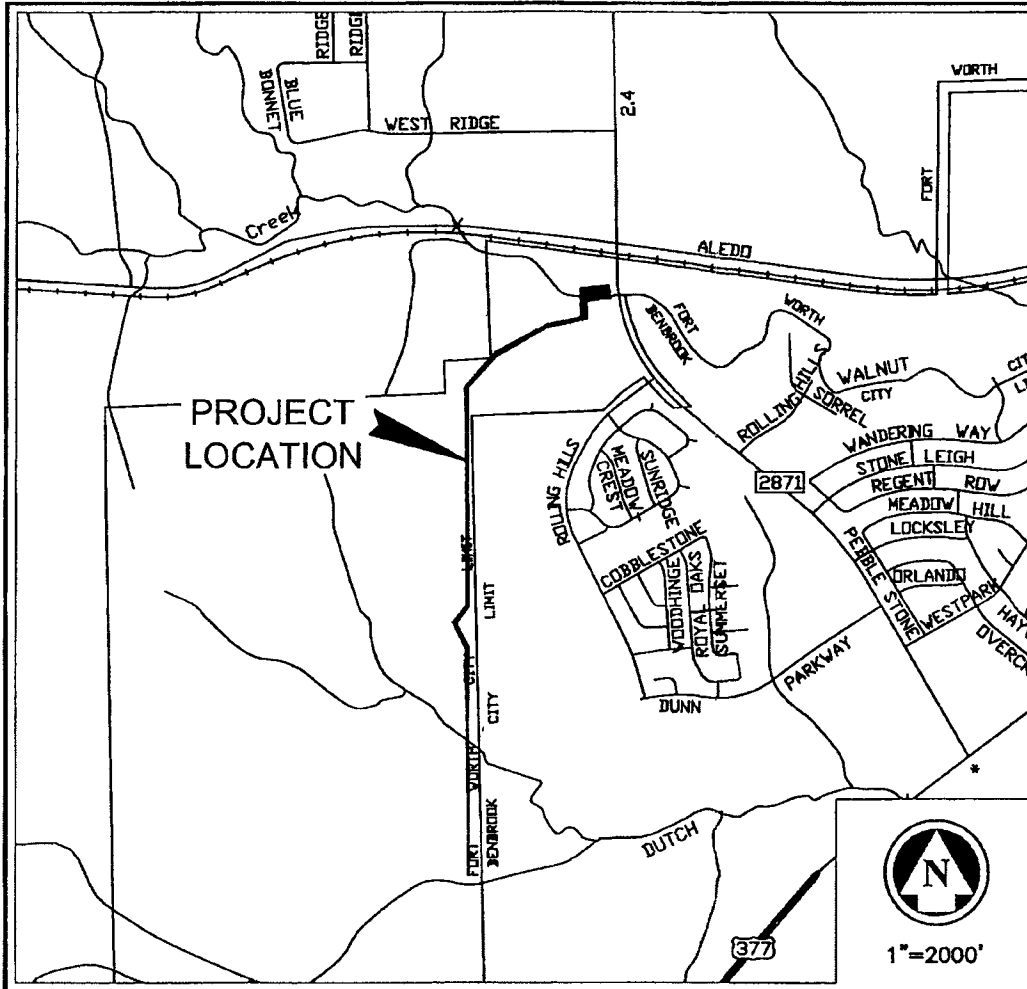 RIDGE
RIDGE
BLUE
BONNET
WEST RIDGE
2.4
WORTH
FORT
Creek
ALEDO
FORT
BENBROOK
WORTH
ROLLING HILLS
WALNUT
CITY
SORREL
PROJECT
LOCATION
WANDERING WAY
STONE LEIGH
REGENT ROW
MEADOW HILL
LOCKSLEY
2871
ROLLING HILLS
MEADOW
CREST
SUNRIDGE
COBBLESTONE
WOODHINGE
ROYAL OAKS
SUMMERSET
PEBBLE STONE
ORLANDO
WESTPARK
PARKWAY
DUNN
LIMIT
LIMIT
CITY
CITY
WORTH
FORT
BENBROOK
DUTCH
*
377
N
1"=2000'